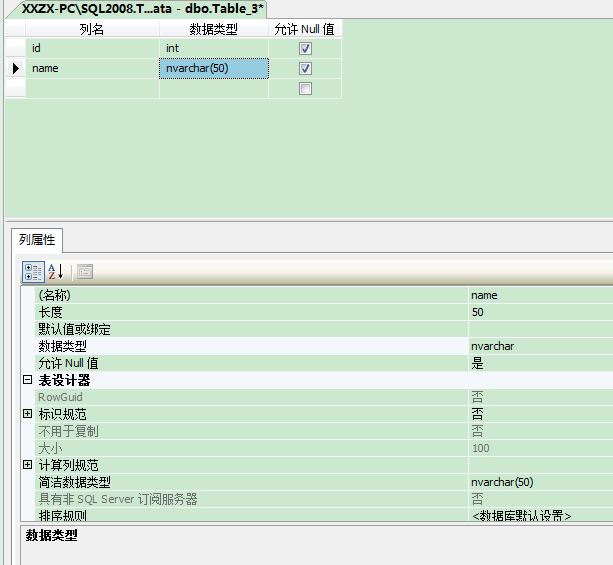 XXZX-PC\SQL2008.T...ata - dbo.Table_3*
列名 数据类型 允许 Null 值
id int
name nvarchar(50)
列属性
(名称) name
长度 50
默认值或绑定
数据类型 nvarchar
允许 Null 值 是
表设计器
RowGuid 否
标识规范 否
不用于复制 否
大小 100
计算列规范
简洁数据类型 nvarchar(50)
具有非 SQL Server 订阅服务器 否
排序规则 <数据库默认设置>
数据类型